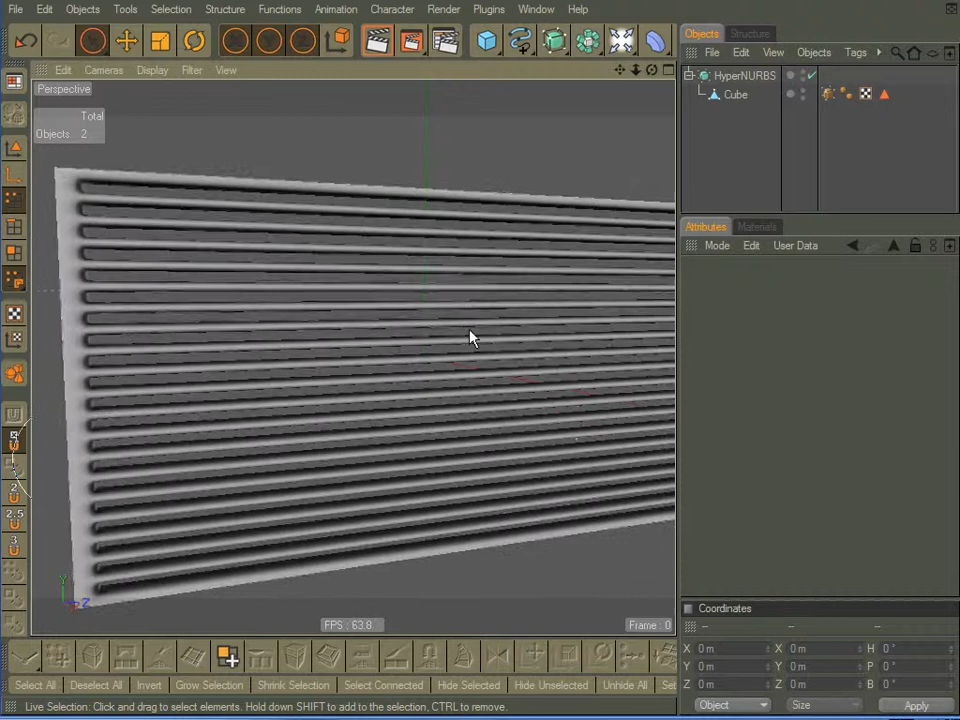 File Edit Objects Tools Selection Structure Functions Animation Character Render Plugins Window Help
Objects Structure
File Edit View Objects Tags
Edit Cameras Display Filter View
Perspective
HyperNURBS
Cube
Total
Objects 2
Attributes Materials
Mode Edit User Data
2
2.5
3
Y
Z
FPS : 63.8
Frame : 0
Coordinates
-- -- --
X 0 m X 0 m H 0 °
Y 0 m Y 0 m P 0 °
Z 0 m Z 0 m B 0 °
Object Size Apply
Select All Deselect All Invert Grow Selection Shrink Selection Select Connected Hide Selected Hide Unselected Unhide All Set
Live Selection: Click and drag to select elements. Hold down SHIFT to add to the selection, CTRL to remove.